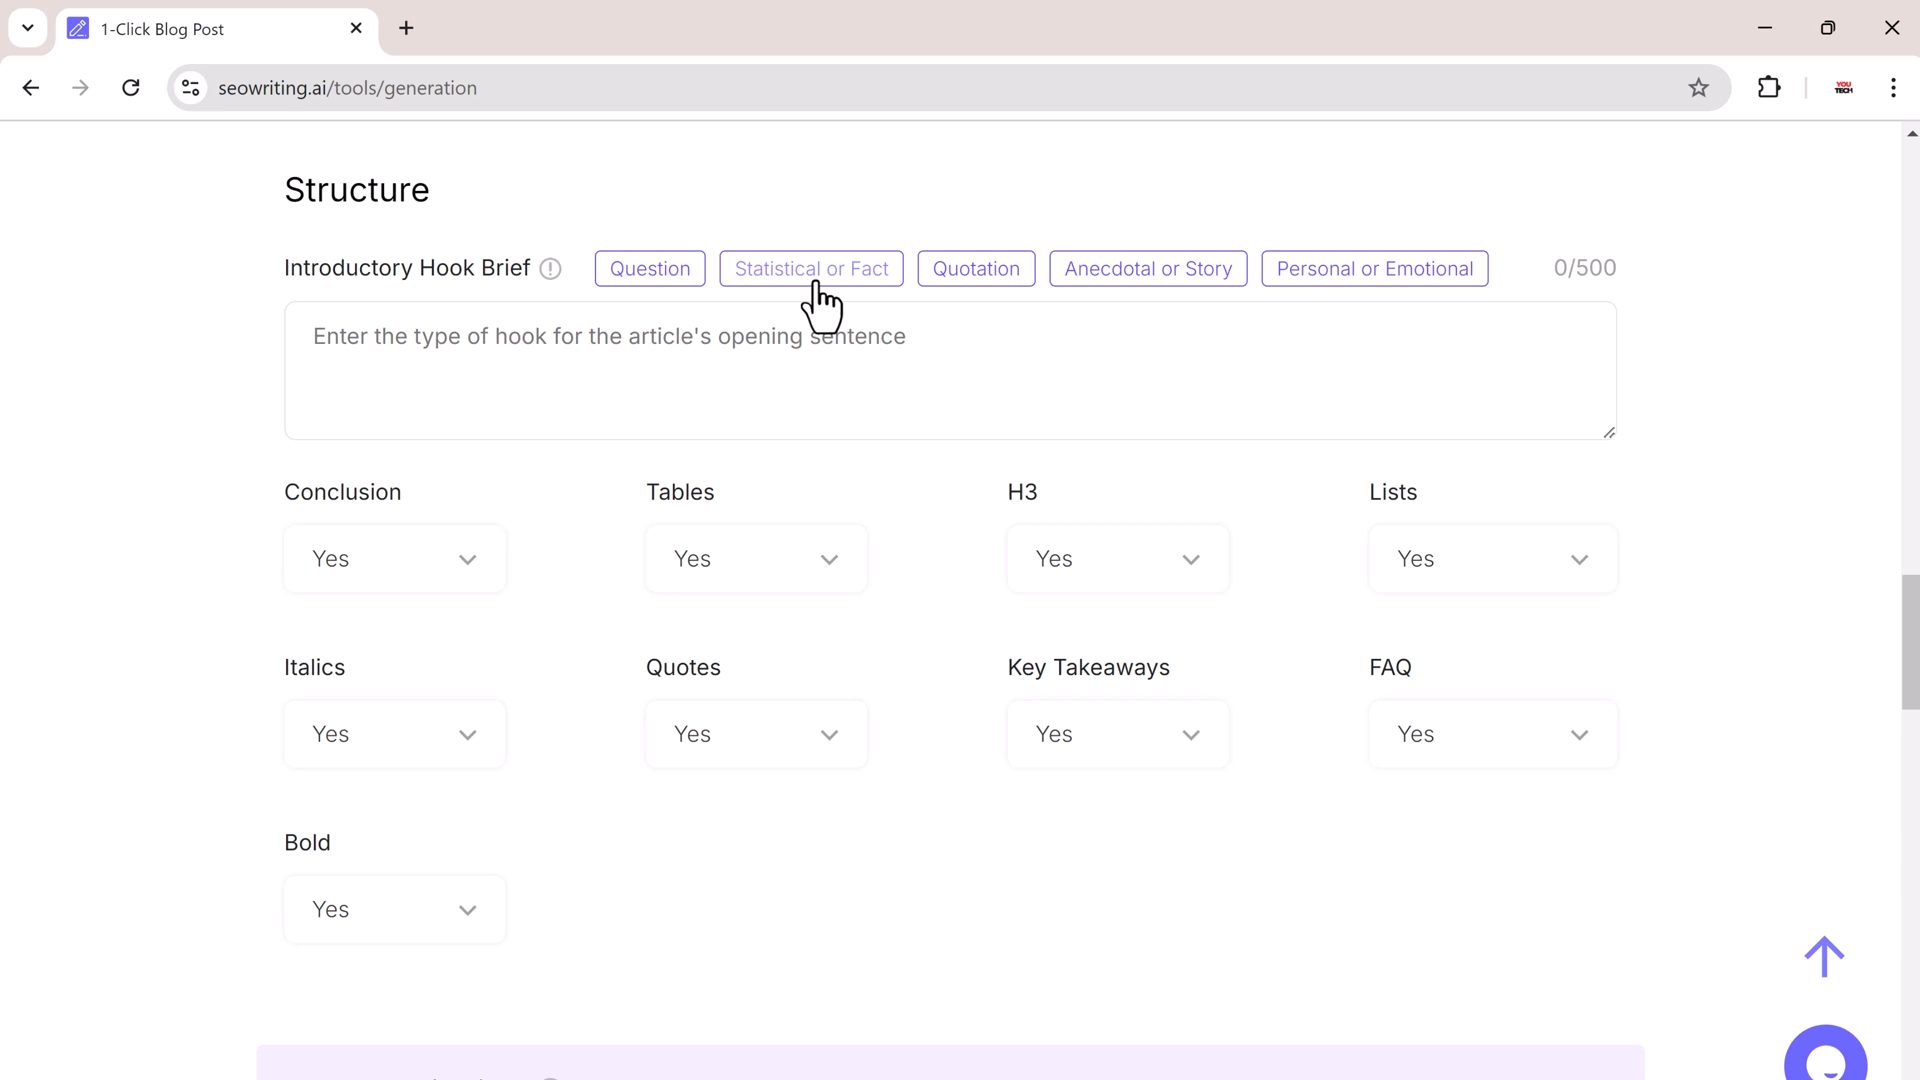 1-Click Blog Post
seowriting.ai/tools/generation
YOU
TECH
Structure
Introductory Hook Brief Question Statistical or Fact Quotation Anecdotal or Story Personal or Emotional 0/500
Enter the type of hook for the article's opening sentence
Conclusion Tables H3 Lists
Yes Yes Yes Yes
Italics Quotes Key Takeaways FAQ
Yes Yes Yes Yes
Bold
Yes